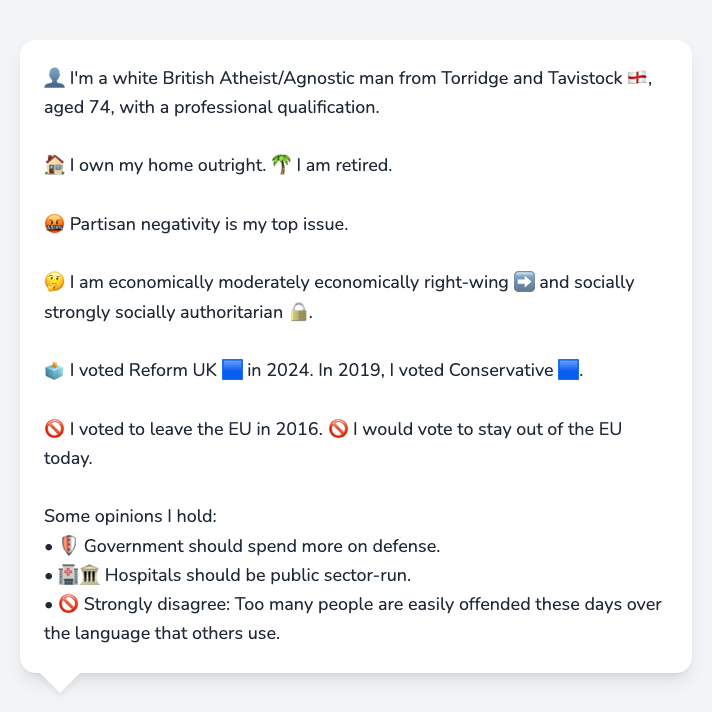 👤 I'm a white British Atheist/Agnostic man from Torridge and Tavistock 🏴󠁧󠁢󠁥󠁮󠁧󠁿,
aged 74, with a professional qualification.
🏠 I own my home outright. 🌴 I am retired.
🤬 Partisan negativity is my top issue.
🤔 I am economically moderately economically right-wing ➡️ and socially
strongly socially authoritarian 🔒.
🗳️ I voted Reform UK 🟦 in 2024. In 2019, I voted Conservative 🟦.
🚫 I voted to leave the EU in 2016. 🚫 I would vote to stay out of the EU
today.
Some opinions I hold:
• 🛡️ Government should spend more on defense.
• 🏥🏛️ Hospitals should be public sector-run.
• 🚫 Strongly disagree: Too many people are easily offended these days over
the language that others use.